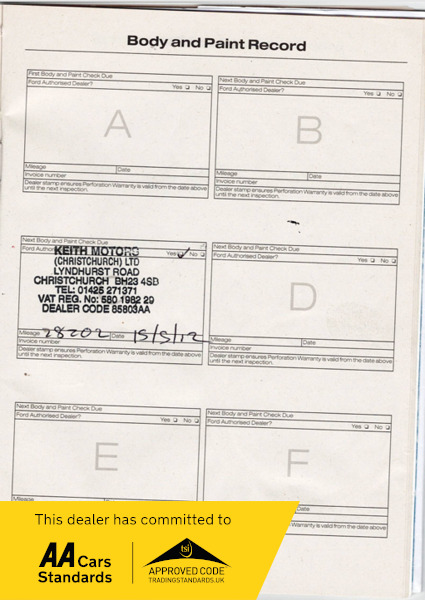 Body and Paint Record
First Body and Paint Check Due
Ford Authorised Dealer?
Yes No
A
Mileage Date
Invoice number
Dealer stamp ensures Perforation Warranty is valid from the date above
until the next inspection.
Next Body and Paint Check Due
Ford Authorised Dealer?
Yes No
B
Mileage Date
Invoice number
Dealer stamp ensures Perforation Warranty is valid from the date above
until the next inspection.
Next Body and Paint Check Due
Ford
Yes No
KEITH MOTORS
(CHRISTCHURCH) LTD
LYNDHURST ROAD
CHRISTCHURCH BH23 4SB
TEL: 01425 271371
VAT REG. No: 580 1982 29
DEALER CODE 85803AA
Mileage 28202 Date 15/5/12
Invoice number
Dealer stamp ensures Perforation Warranty is valid from the date above
until the next inspection.
Next Body and Paint Check Due
Ford Authorised Dealer?
Yes No
D
Mileage Date
Invoice number
Dealer stamp ensures Perforation Warranty is valid from the date above
until the next inspection.
Next Body and Paint Check Due
Ford Authorised Dealer?
Yes No
E
Mileage
Next Body and Paint Check Due
Ford Authorised Dealer?
Yes No
F
Date
Warranty is valid from the date above
This dealer has committed to
AA Cars
Standards
tsi
APPROVED CODE
TRADINGSTANDARDS.UK